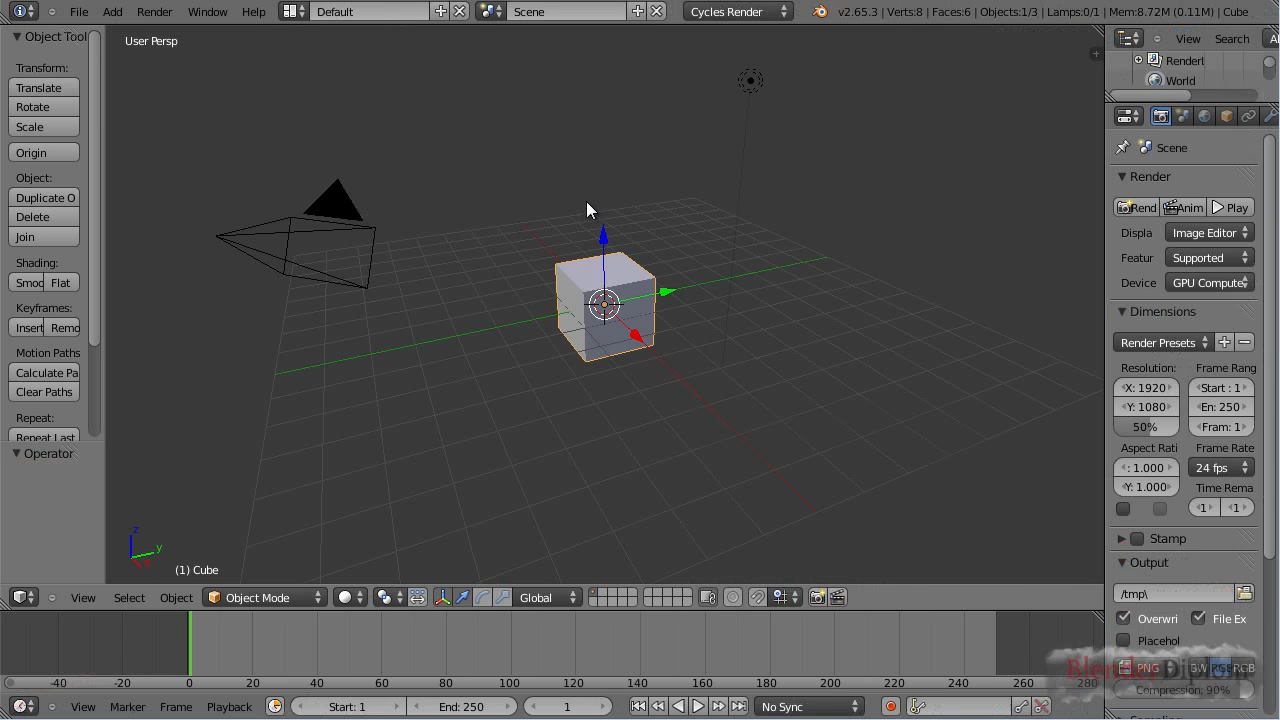 File Add Render Window Help Default Scene Cycles Render v2.65.3 | Verts:8 | Faces:6 | Objects:1/3 | Lamps:0/1 | Mem:8.72M (0.11M) | Cube
Object Tool
Transform:
Translate
Rotate
Scale
Origin
Object:
Duplicate O
Delete
Join
Shading:
Smoo Flat
Keyframes:
Insert Remo
Motion Paths
Calculate Pa
Clear Paths
Repeat:
Repeat Last
Operator
User Persp
z
y
x
(1) Cube
View Select Object Object Mode Global
View Search Al
RenderL
World
Scene
Render
Rend Anim Play
Displa Image Editor
Featur Supported
Device GPU Compute
Dimensions
Render Presets
Resolution: Frame Rang
X: 1920 Start : 1
Y: 1080 En: 250
50% Fram: 1
Aspect Rati Frame Rate
: 1.000 24 fps
Y: 1.000 Time Rema
1 1
Stamp
Output
/tmp\
Overwri File Ex
Placehol
PNG BW RGB RGB
Compression: 90%
-40 -20 0 20 40 60 80 100 120 140 160 180 200 220 240 260 280
View Marker Frame Playback Start: 1 End: 250 1 No Sync